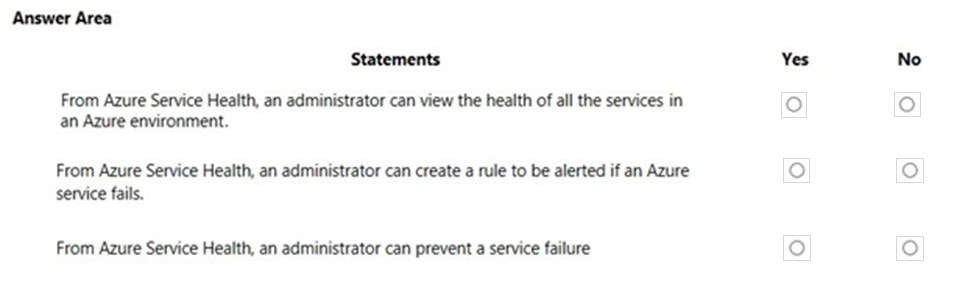 Answer Area
Statements Yes No
From Azure Service Health, an administrator can view the health of all the services in
an Azure environment.
From Azure Service Health, an administrator can create a rule to be alerted if an Azure
service fails.
From Azure Service Health, an administrator can prevent a service failure